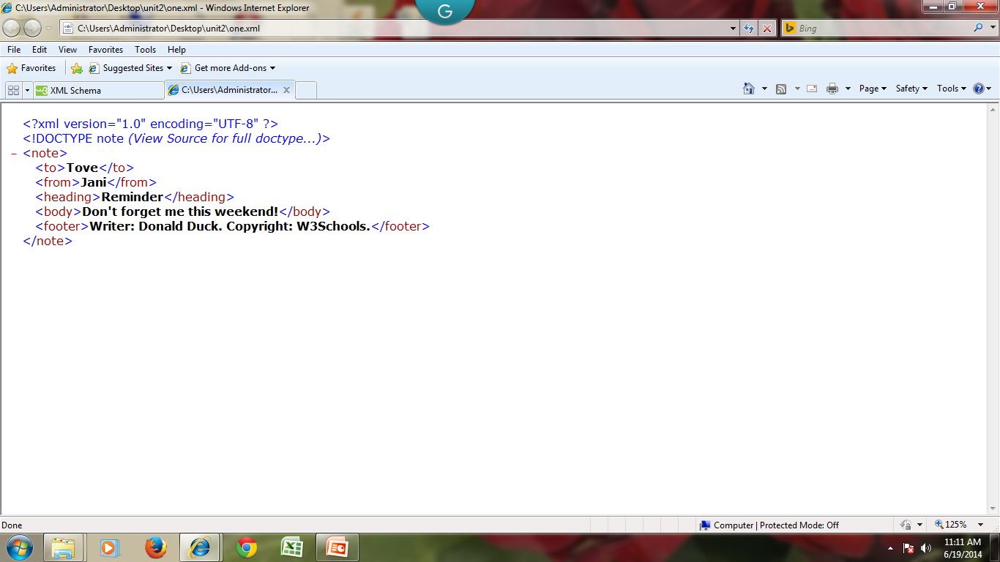 C:\Users\Administrator\Desktop\unit2\one.xml - Windows Internet Explorer
G
C:\Users\Administrator\Desktop\unit2\one.xml
Bing
File Edit View Favorites Tools Help
Favorites Suggested Sites Get more Add-ons
w3 XML Schema C:\Users\Administrator... Page Safety Tools
<?xml version="1.0" encoding="UTF-8" ?>
<!DOCTYPE note (View Source for full doctype...)>
- <note>
<to>Tove</to>
<from>Jani</from>
<heading>Reminder</heading>
<body>Don't forget me this weekend!</body>
<footer>Writer: Donald Duck. Copyright: W3Schools.</footer>
</note>
Done Computer | Protected Mode: Off 125%
11:11 AM
6/19/2014